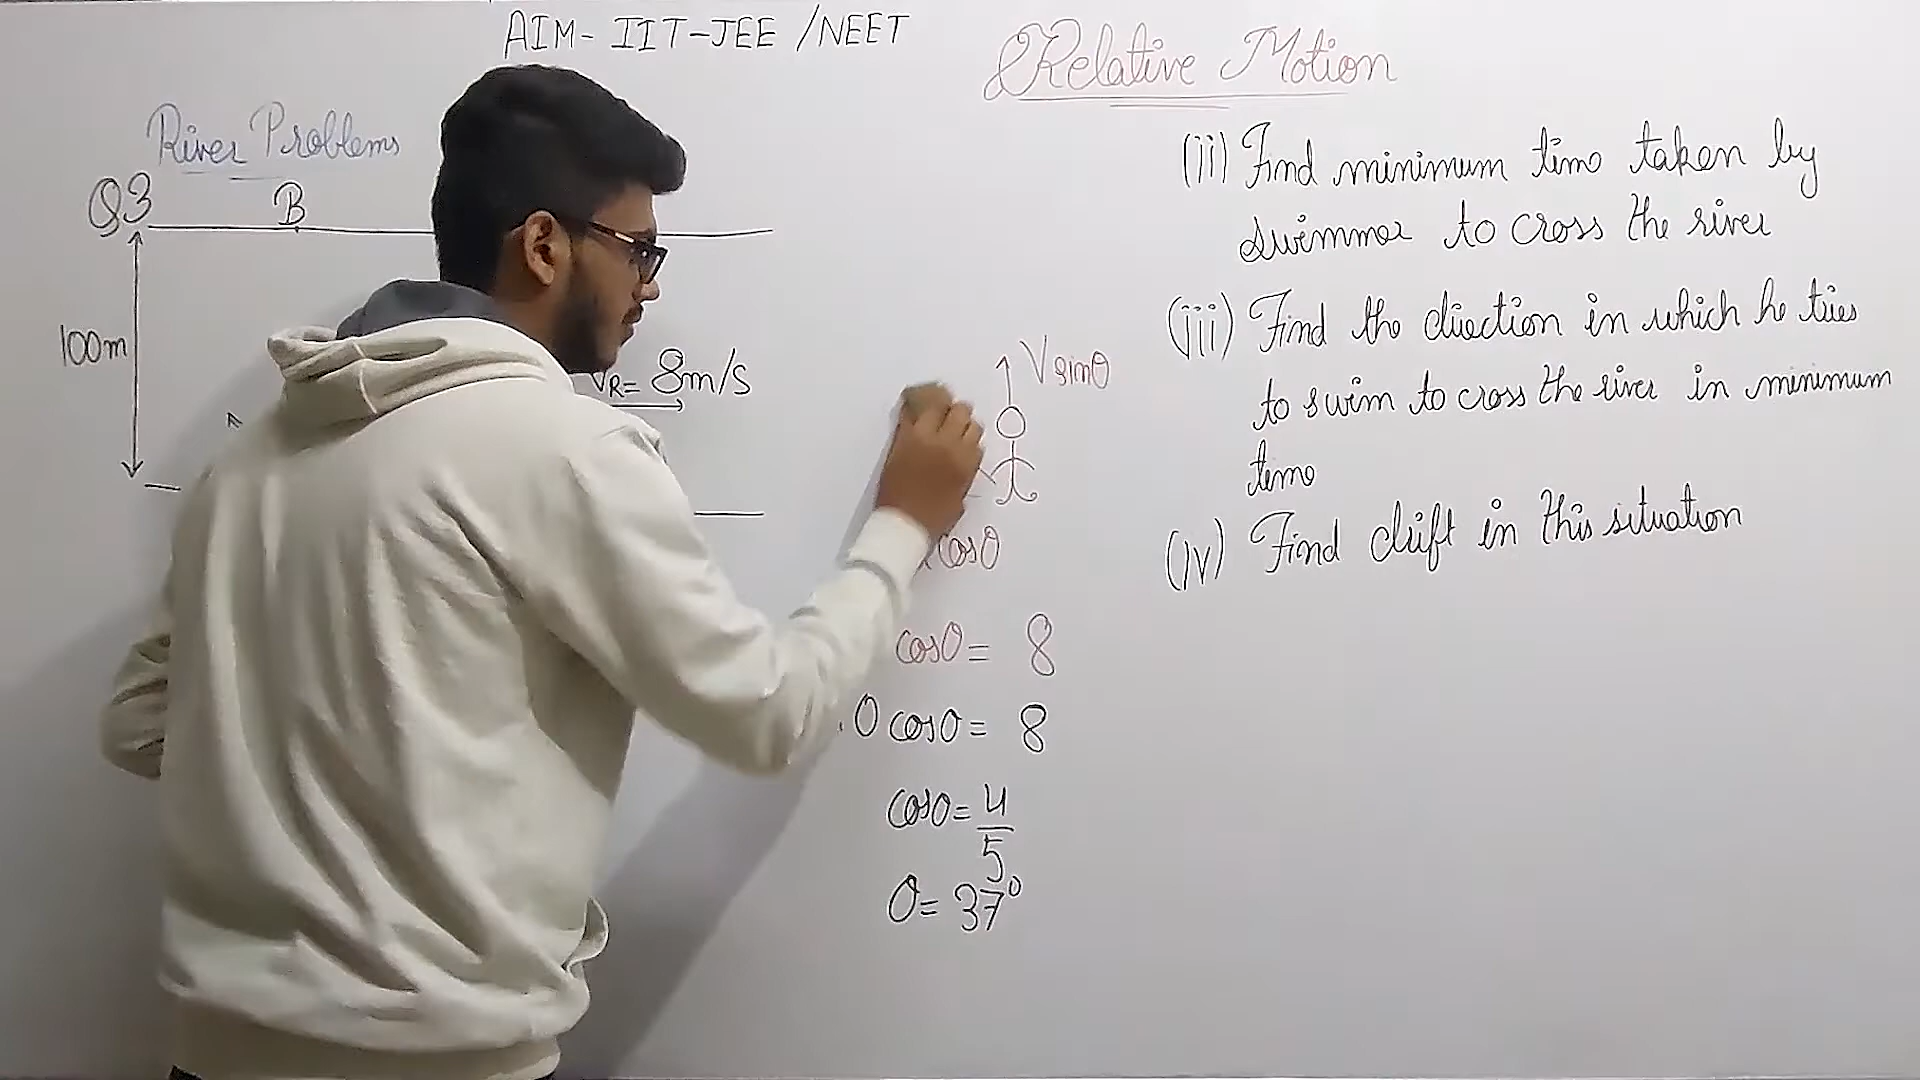 AIM- IIT-JEE /NEET
Relative Motion
River Problems
Q3
B
100m
VR= 8m/s
Vsinθ
cosθ
cosθ= 8
0 cosθ= 8
cosθ= 4/5
θ= 37°
(ii) Find minimum time taken by
swimmer to cross the river
(iii) Find the direction in which he tries
to swim to cross the river in minimum
time
(iv) Find drift in this situation